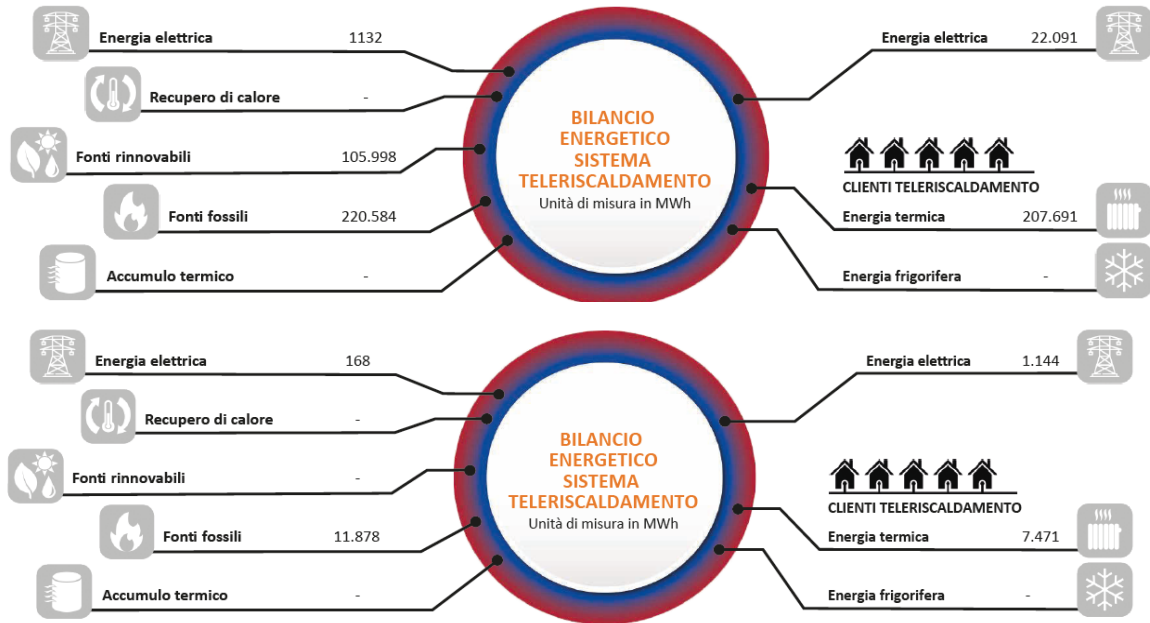 Energia elettrica 1132
Recupero di calore -
Fonti rinnovabili 105.998
Fonti fossili 220.584
Accumulo termico -
BILANCIO
ENERGETICO
SISTEMA
TELERISCALDAMENTO
Unità di misura in MWh
Energia elettrica 22.091
CLIENTI TELERISCALDAMENTO
Energia termica 207.691
Energia frigorifera -
Energia elettrica 168
Recupero di calore -
Fonti rinnovabili -
Fonti fossili 11.878
Accumulo termico -
BILANCIO
ENERGETICO
SISTEMA
TELERISCALDAMENTO
Unità di misura in MWh
Energia elettrica 1.144
CLIENTI TELERISCALDAMENTO
Energia termica 7.471
Energia frigorifera -